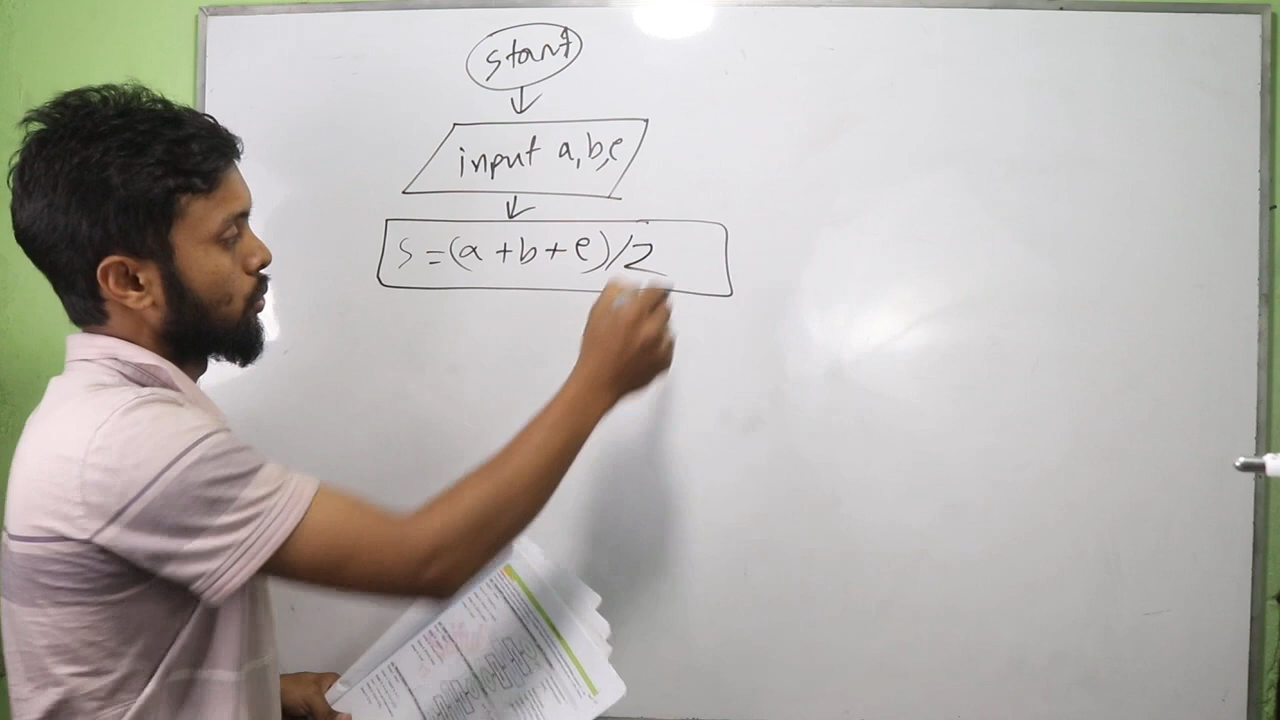 start
input a,b,c
S=(a+b+c)/2